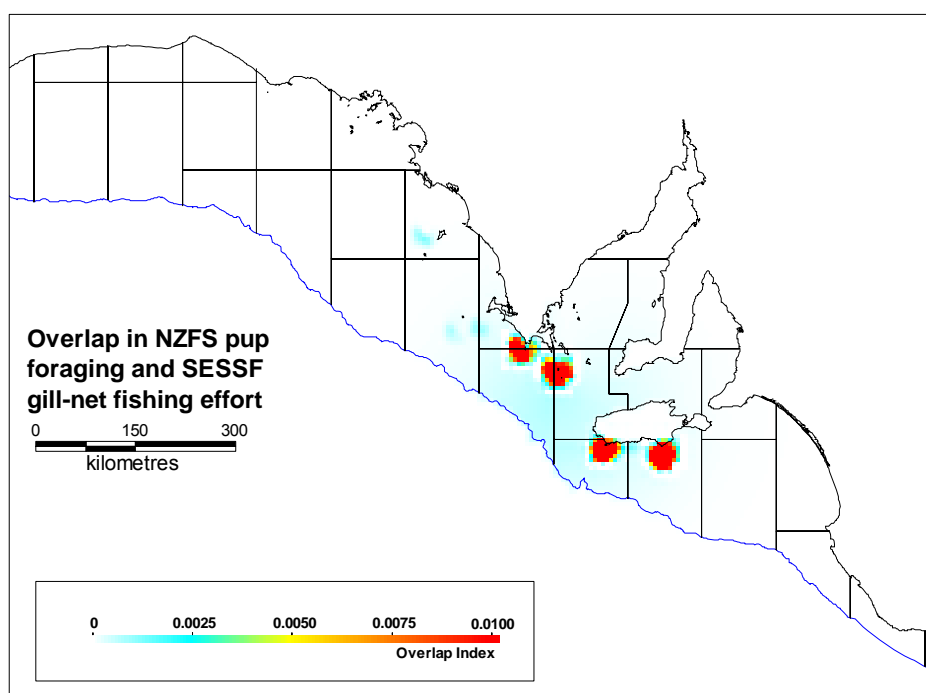 Overlap in NZFS pup
foraging and SESSF
gill-net fishing effort
0 150 300
kilometres
0 0.0025 0.0050 0.0075 0.0100
Overlap Index